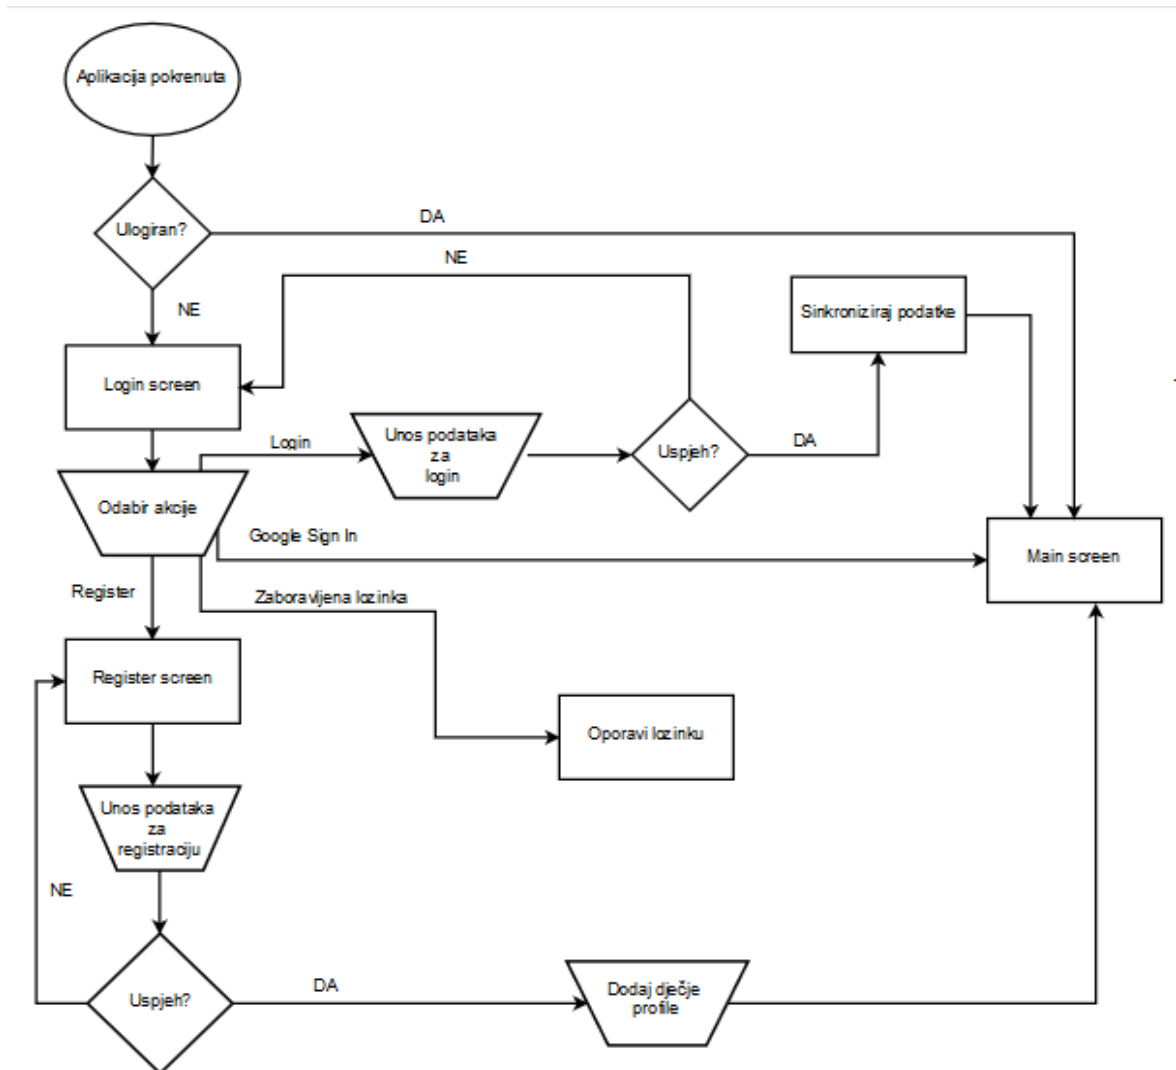 Aplikacija pokrenuta
Ulogiran?
DA
NE
NE
Sinkroniziraj podatke
Login screen
Login
Unos podataka
za
login
Uspjeh?
DA
Odabir akcije
Google Sign In
Main screen
Register
Zaboravljena lozinka
Register screen
Oporavi lozinku
Unos podataka
za
registraciju
NE
Uspjeh?
DA
Dodaj dječje
profile